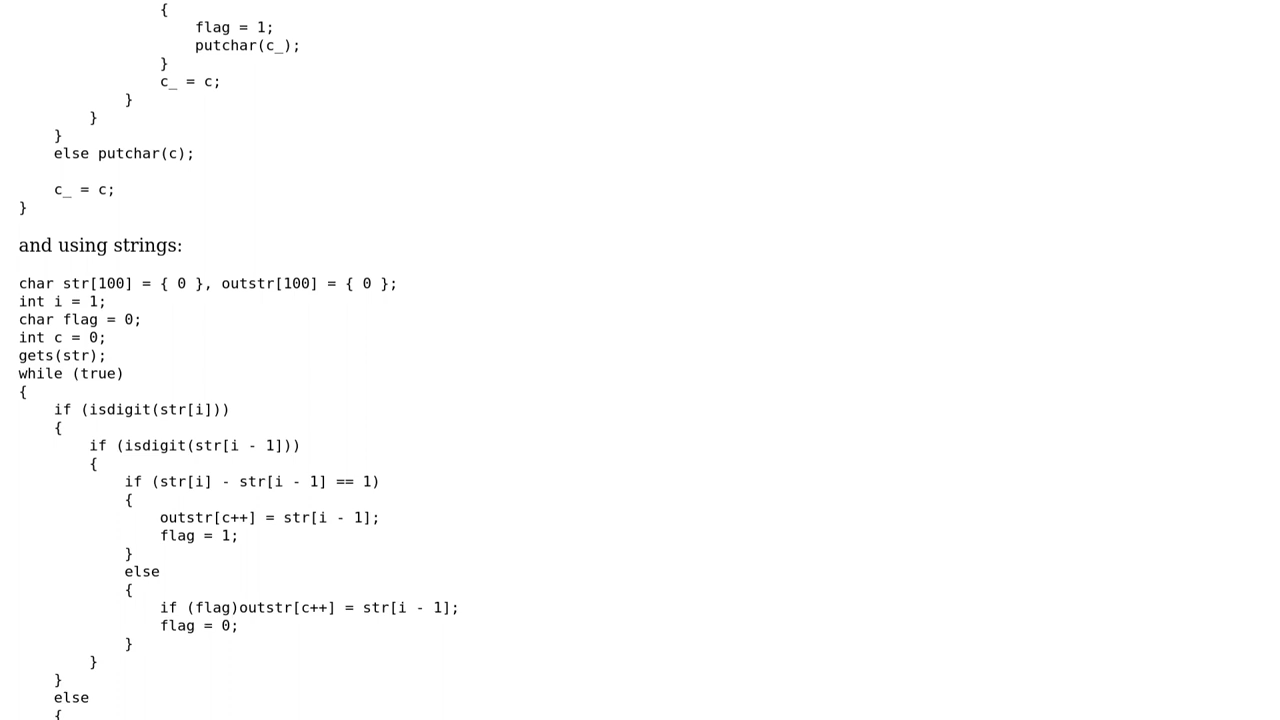 {
                    flag = 1;
                    putchar(c_);
                }
                c_ = c;
            }
        }
    }
    else putchar(c);

    c_ = c;
}
and using strings:
char str[100] = { 0 }, outstr[100] = { 0 };
int i = 1;
char flag = 0;
int c = 0;
gets(str);
while (true)
{
    if (isdigit(str[i]))
    {
        if (isdigit(str[i - 1]))
        {
            if (str[i] - str[i - 1] == 1)
            {
                outstr[c++] = str[i - 1];
                flag = 1;
            }
            else
            {
                if (flag)outstr[c++] = str[i - 1];
                flag = 0;
            }
        }
    }
    else
    {